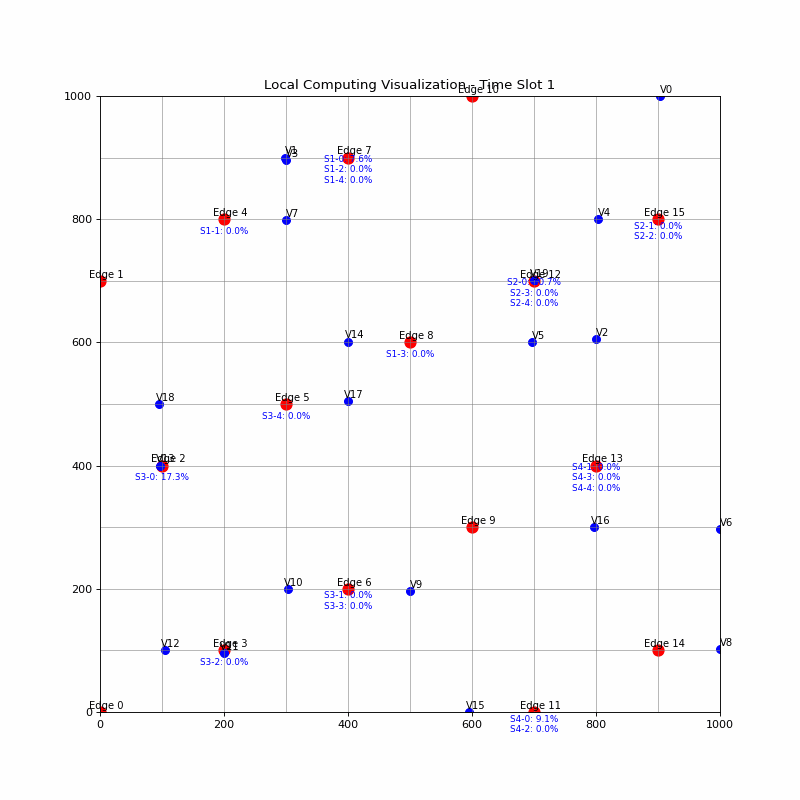 Local Computing Visualization - Time Slot 1
Edge 10
V0
1000
V1
V3
Edge 7
S1-2: 0.0%
S1-4: 0.0%
Edge 4
V7
V4
Edge 15
800
S1-1: 0.0%
S2-1: 0.0%
S2-2: 0.0%
Edge 1
V19
Edge 12
S2-3: 0.0%
S2-4: 0.0%
V14
Edge 8
V5
V2
600
S1-3: 0.0%
V18
Edge 5
V17
S3-4: 0.0%
V13
Edge 2
Edge 13
400
S3-0: 17.3%
S4-1: 0.0%
S4-3: 0.0%
S4-4: 0.0%
Edge 9
V16
V6
V10
Edge 6
V9
200
S3-1: 0.0%
S3-3: 0.0%
V12
Edge 3
Edge 14
V8
S3-2: 0.0%
Edge 0
V15
Edge 11
0
S4-0: 9.1%
S4-2: 0.0%
0 200 400 600 800 1000